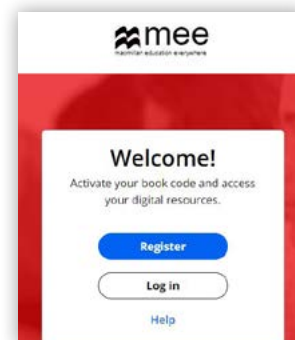 mee
macmillan education everywhere
Welcome!
Activate your book code and access
your digital resources.
Register
Log in
Help